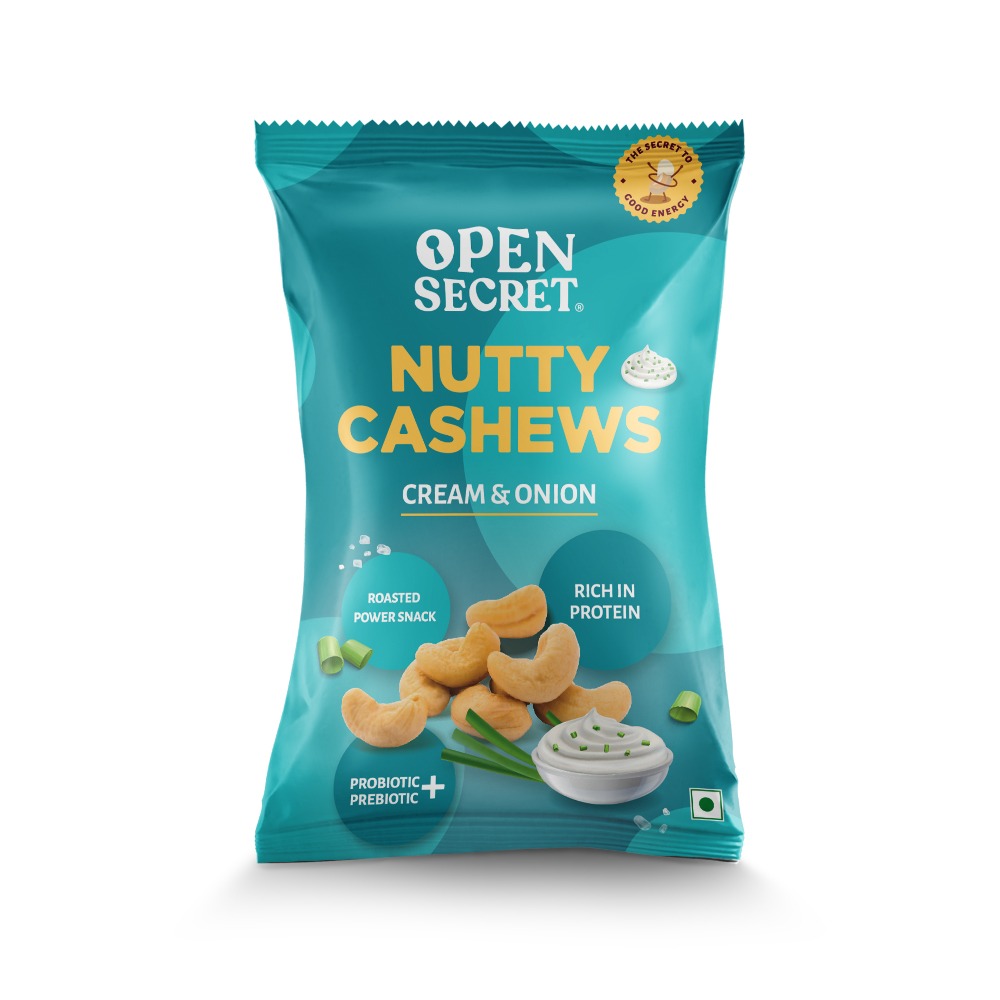 THE SECRET TO
GOOD ENERGY
OPEN
SECRET®
NUTTY
CASHEWS
CREAM & ONION
ROASTED
POWER SNACK
RICH IN
PROTEIN
PROBIOTIC +
PREBIOTIC